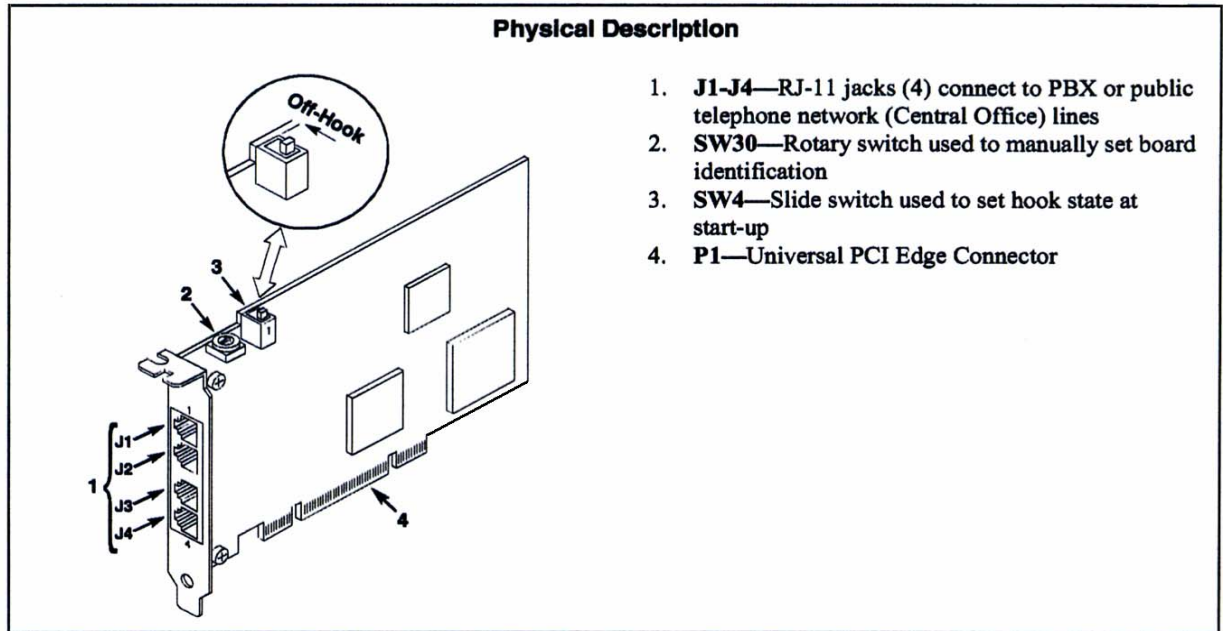 Physical Description
Off-Hook
3
2
1
1
J1
J2
1
J3
J4
4
4
1. J1-J4—RJ-11 jacks (4) connect to PBX or public
telephone network (Central Office) lines
2. SW30—Rotary switch used to manually set board
identification
3. SW4—Slide switch used to set hook state at
start-up
4. P1—Universal PCI Edge Connector